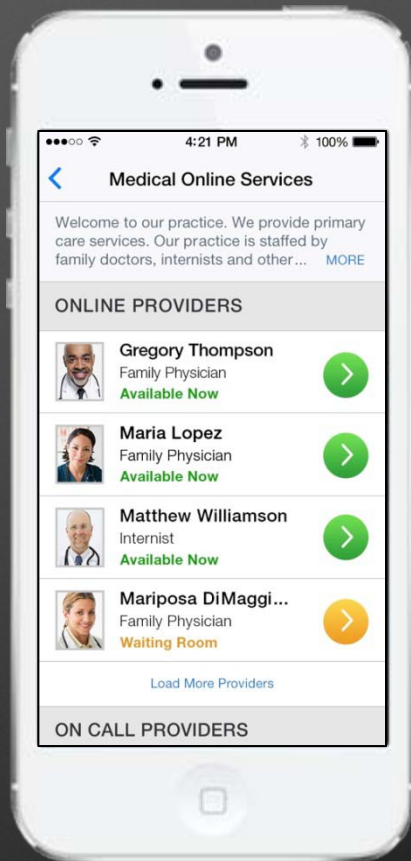 4:21 PM 100%
Medical Online Services
Welcome to our practice. We provide primary
care services. Our practice is staffed by
family doctors, internists and other... MORE
ONLINE PROVIDERS
Gregory Thompson
Family Physician
Available Now
Maria Lopez
Family Physician
Available Now
Matthew Williamson
Internist
Available Now
Mariposa DiMaggi...
Family Physician
Waiting Room
Load More Providers
ON CALL PROVIDERS